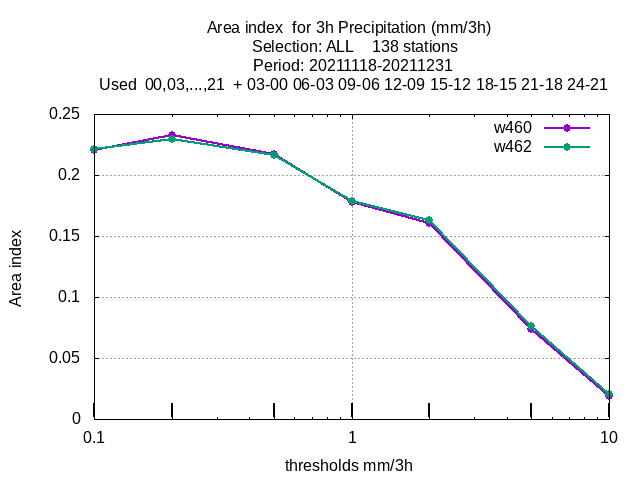 Area index  for 3h Precipitation (mm/3h)
Selection: ALL    138 stations
Period: 20211118-20211231
Used  00,03,...,21  + 03-00 06-03 09-06 12-09 15-12 18-15 21-18 24-21
w460
w462
0.25
0.2
0.15
0.1
0.05
0
Area index
0.1
1
10
thresholds mm/3h